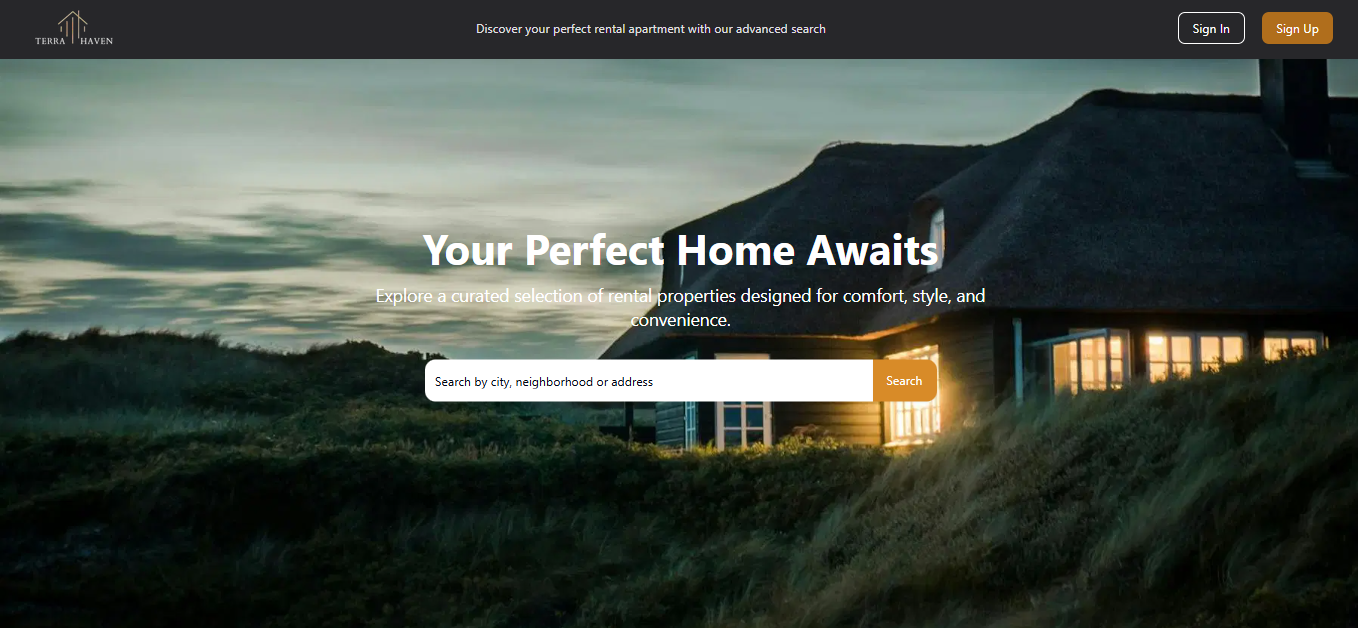 TERRA HAVEN
Discover your perfect rental apartment with our advanced search
Sign In
Sign Up
Your Perfect Home Awaits
Explore a curated selection of rental properties designed for comfort, style, and
convenience.
Search by city, neighborhood or address
Search